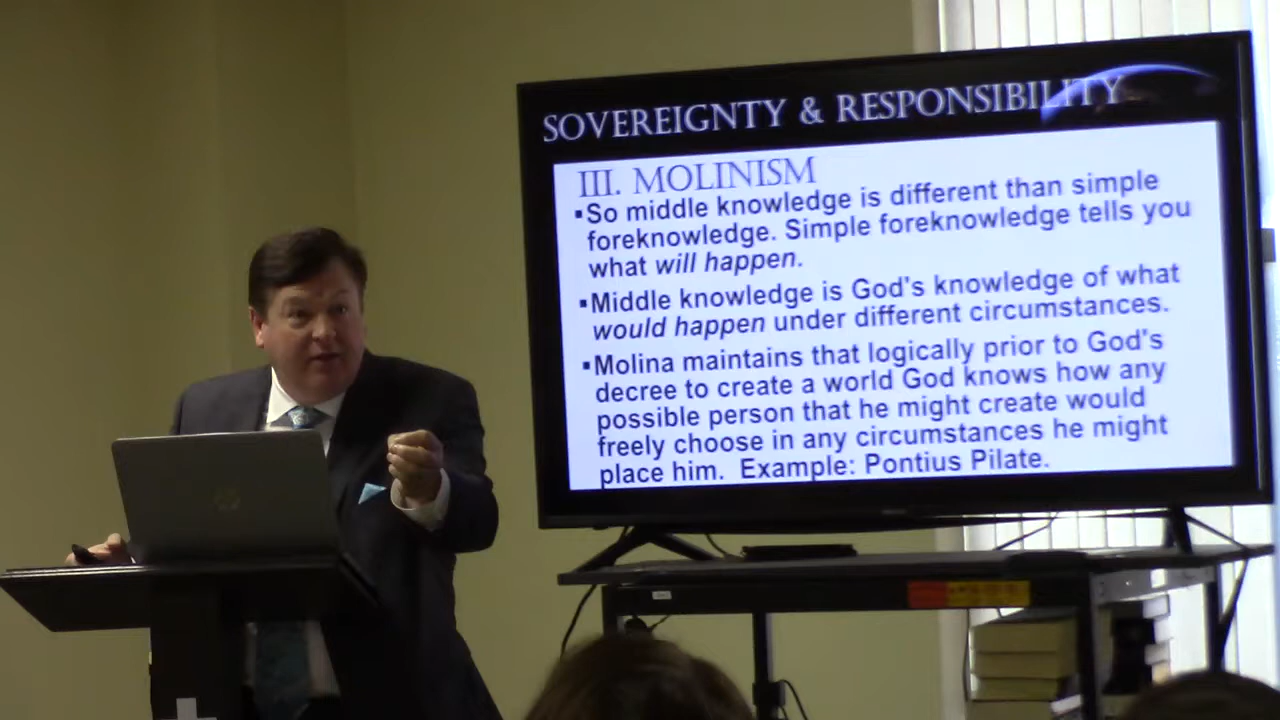 SOVEREIGNTY & RESPONSIBILITY
III. MOLINISM
▪So middle knowledge is different than simple
foreknowledge. Simple foreknowledge tells you
what will happen.
▪Middle knowledge is God's knowledge of what
would happen under different circumstances.
▪Molina maintains that logically prior to God's
decree to create a world God knows how any
possible person that he might create would
freely choose in any circumstances he might
place him. Example: Pontius Pilate.